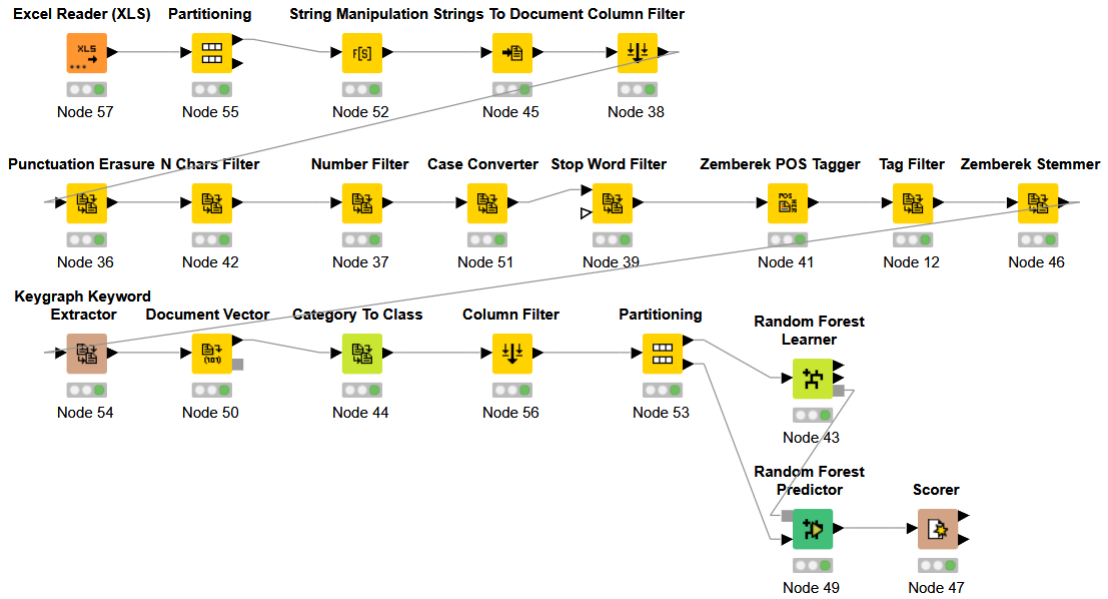 Excel Reader (XLS) Partitioning String Manipulation Strings To Document Column Filter
XLS F[S]
Node 57 Node 55 Node 52 Node 45 Node 38
Punctuation Erasure N Chars Filter Number Filter Case Converter Stop Word Filter Zemberek POS Tagger Tag Filter Zemberek Stemmer
POS
Node 36 Node 42 Node 37 Node 51 Node 39 Node 41 Node 12 Node 46
Keygraph Keyword
Extractor Document Vector Category To Class Column Filter Partitioning Random Forest
Learner
(101)
Node 54 Node 50 Node 44 Node 56 Node 53
Node 43
Random Forest
Predictor Scorer
Node 49 Node 47